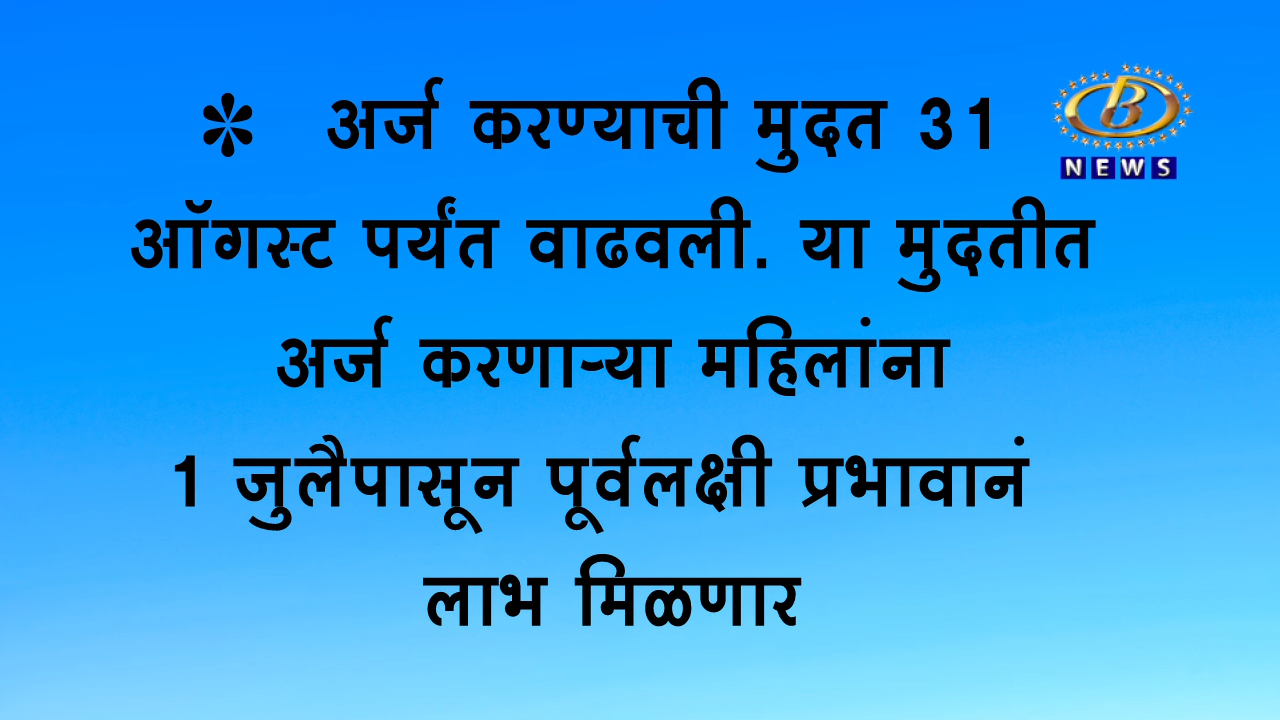 * अर्ज करण्याची मुदत 31
ऑगस्ट पर्यंत वाढवली. या मुदतीत
अर्ज करणाऱ्या महिलांना
1 जुलैपासून पूर्वलक्षी प्रभावानं
लाभ मिळणार
B
NEWS